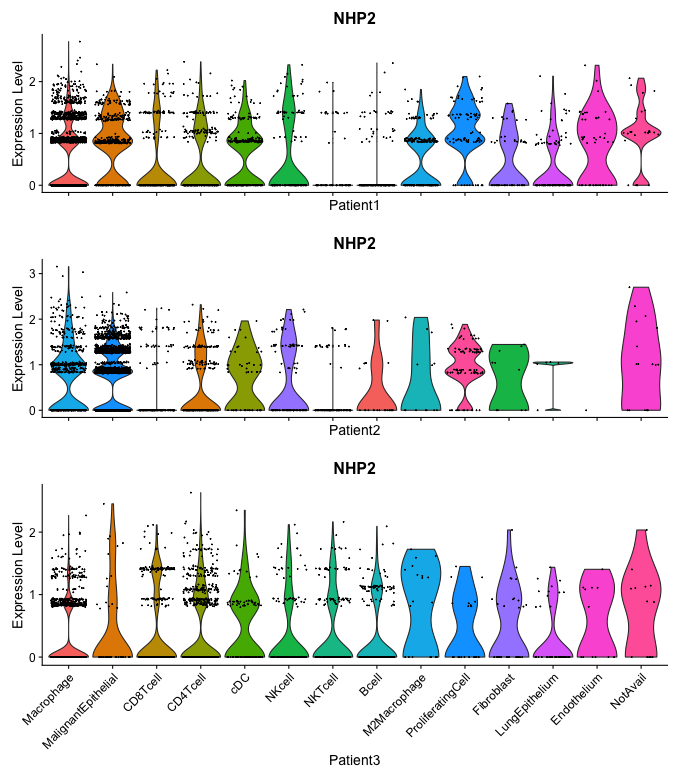 NHP2
Expression Level
2
1
0
Patient1
NHP2
Expression Level
3
2
1
0
Patient2
NHP2
Expression Level
2
1
0
Macrophage
MalignantEpithelial
CD8Tcell
CD4Tcell
cDC
NKcell
NKTcell
Bcell
M2Macrophage
ProliferatingCell
Fibroblast
LungEpithelium
Endothelium
NotAvail
Patient3